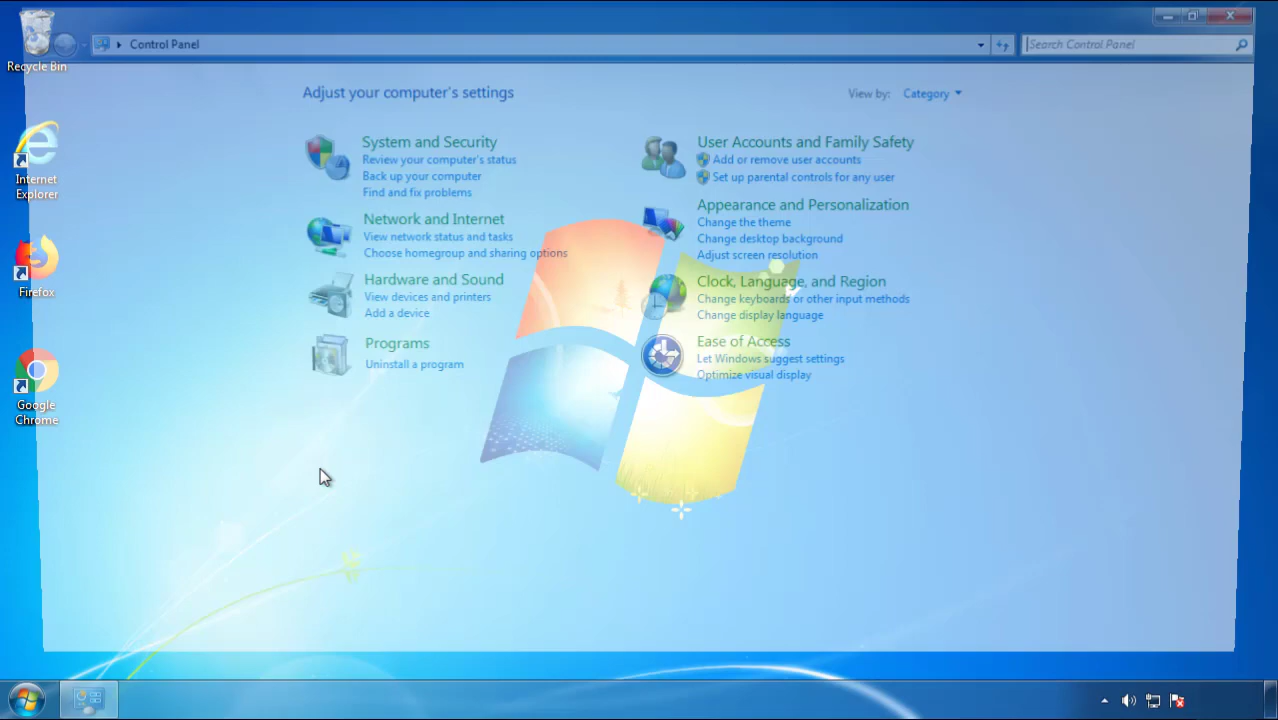 Recycle Bin
Internet
Explorer
Firefox
Google
Chrome
Control Panel
Search Control Panel
Adjust your computer's settings
View by: Category
System and Security
Review your computer's status
Back up your computer
Find and fix problems
Network and Internet
View network status and tasks
Choose homegroup and sharing options
Hardware and Sound
View devices and printers
Add a device
Programs
Uninstall a program
User Accounts and Family Safety
Add or remove user accounts
Set up parental controls for any user
Appearance and Personalization
Change the theme
Change desktop background
Adjust screen resolution
Clock, Language, and Region
Change keyboards or other input methods
Change display language
Ease of Access
Let Windows suggest settings
Optimize visual display